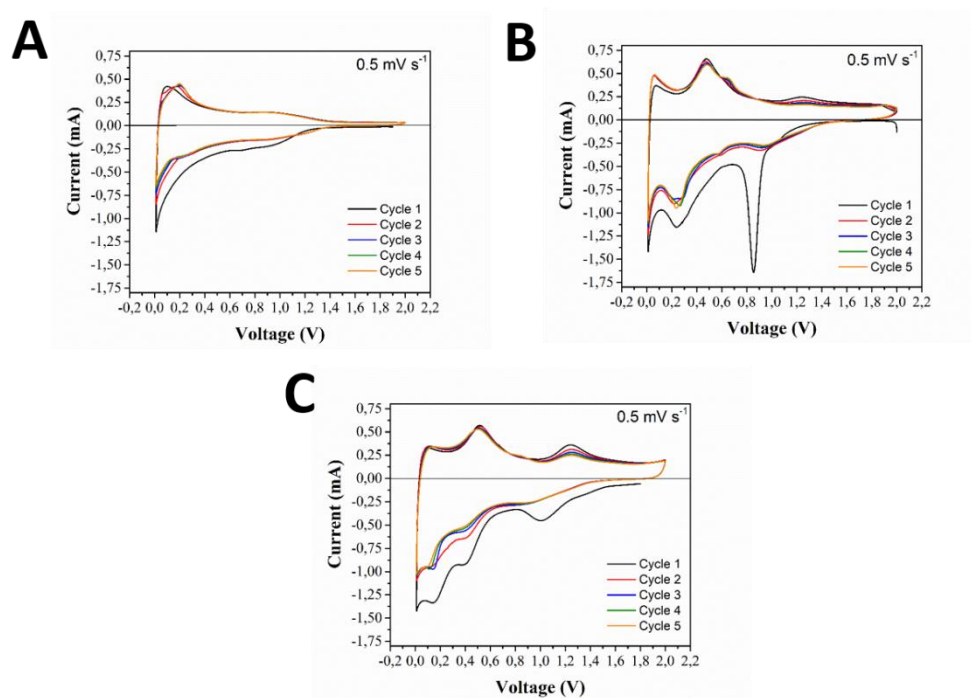 A
0.5 mV s⁻¹
0,75
0,50
0,25
0,00
-0,25
-0,50
-0,75
-1,00
-1,25
-1,50
-1,75
Current (mA)
Cycle 1
Cycle 2
Cycle 3
Cycle 4
Cycle 5
-0,2 0,0 0,2 0,4 0,6 0,8 1,0 1,2 1,4 1,6 1,8 2,0 2,2
Voltage (V)
B
0.5 mV s⁻¹
0,75
0,50
0,25
0,00
-0,25
-0,50
-0,75
-1,00
-1,25
-1,50
-1,75
Current (mA)
Cycle 1
Cycle 2
Cycle 3
Cycle 4
Cycle 5
-0,2 0,0 0,2 0,4 0,6 0,8 1,0 1,2 1,4 1,6 1,8 2,0 2,2
Voltage (V)
C
0.5 mV s⁻¹
0,75
0,50
0,25
0,00
-0,25
-0,50
-0,75
-1,00
-1,25
-1,50
-1,75
Current (mA)
Cycle 1
Cycle 2
Cycle 3
Cycle 4
Cycle 5
-0,2 0,0 0,2 0,4 0,6 0,8 1,0 1,2 1,4 1,6 1,8 2,0 2,2
Voltage (V)